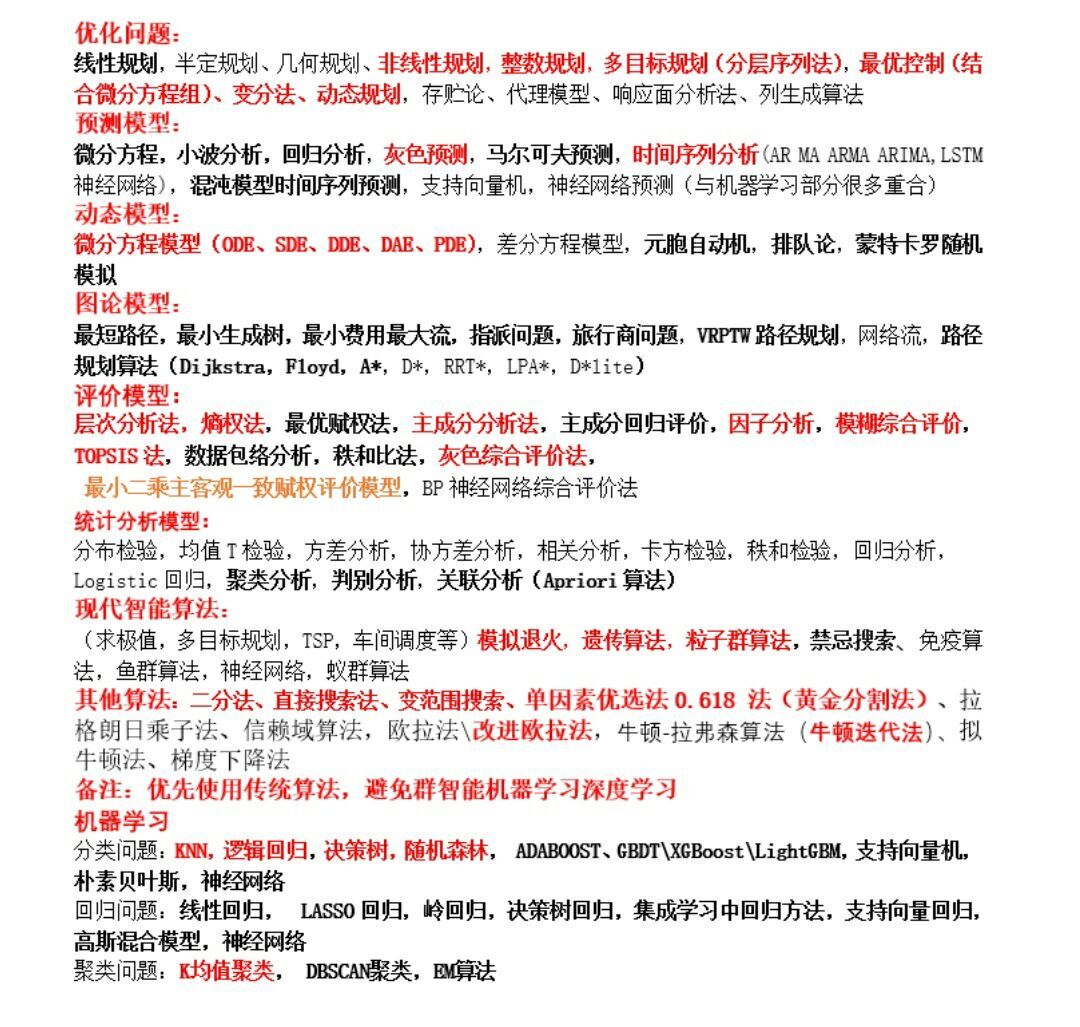 优化问题：
线性规划，半定规划、几何规划、非线性规划，整数规划，多目标规划（分层序列法），最优控制（结
合微分方程组）、变分法、动态规划，存贮论、代理模型、响应面分析法、列生成算法
预测模型：
微分方程，小波分析，回归分析，灰色预测，马尔可夫预测，时间序列分析(AR MA ARMA ARIMA,LSTM
神经网络)，混沌模型时间序列预测，支持向量机，神经网络预测（与机器学习部分很多重合）
动态模型：
微分方程模型（ODE、SDE、DDE、DAE、PDE），差分方程模型，元胞自动机，排队论，蒙特卡罗随机
模拟
图论模型：
最短路径，最小生成树，最小费用最大流，指派问题，旅行商问题，VRPTW 路径规划，网络流，路径
规划算法（Dijkstra，Floyd，A*，D*，RRT*，LPA*，D*lite）
评价模型：
层次分析法，熵权法，最优赋权法，主成分分析法，主成分回归评价，因子分析，模糊综合评价，
TOPSIS 法，数据包络分析，秩和比法，灰色综合评价法，
最小二乘主客观一致赋权评价模型，BP 神经网络综合评价法
统计分析模型：
分布检验，均值 T 检验，方差分析，协方差分析，相关分析，卡方检验，秩和检验，回归分析，
Logistic 回归，聚类分析，判别分析，关联分析（Apriori 算法）
现代智能算法：
（求极值，多目标规划，TSP，车间调度等）模拟退火，遗传算法，粒子群算法，禁忌搜索、免疫算
法，鱼群算法，神经网络，蚁群算法
其他算法：二分法、直接搜索法、变范围搜索、单因素优选法 0.618 法（黄金分割法）、拉
格朗日乘子法、信赖域算法，欧拉法\改进欧拉法，牛顿-拉弗森算法（牛顿迭代法）、拟
牛顿法、梯度下降法
备注：优先使用传统算法，避免群智能机器学习深度学习
机器学习
分类问题：KNN，逻辑回归，决策树，随机森林， ADABOOST、GBDT\XGBoost\LightGBM，支持向量机，
朴素贝叶斯，神经网络
回归问题：线性回归， LASSO 回归，岭回归，决策树回归，集成学习中回归方法，支持向量回归，
高斯混合模型，神经网络
聚类问题：K均值聚类， DBSCAN聚类，EM算法